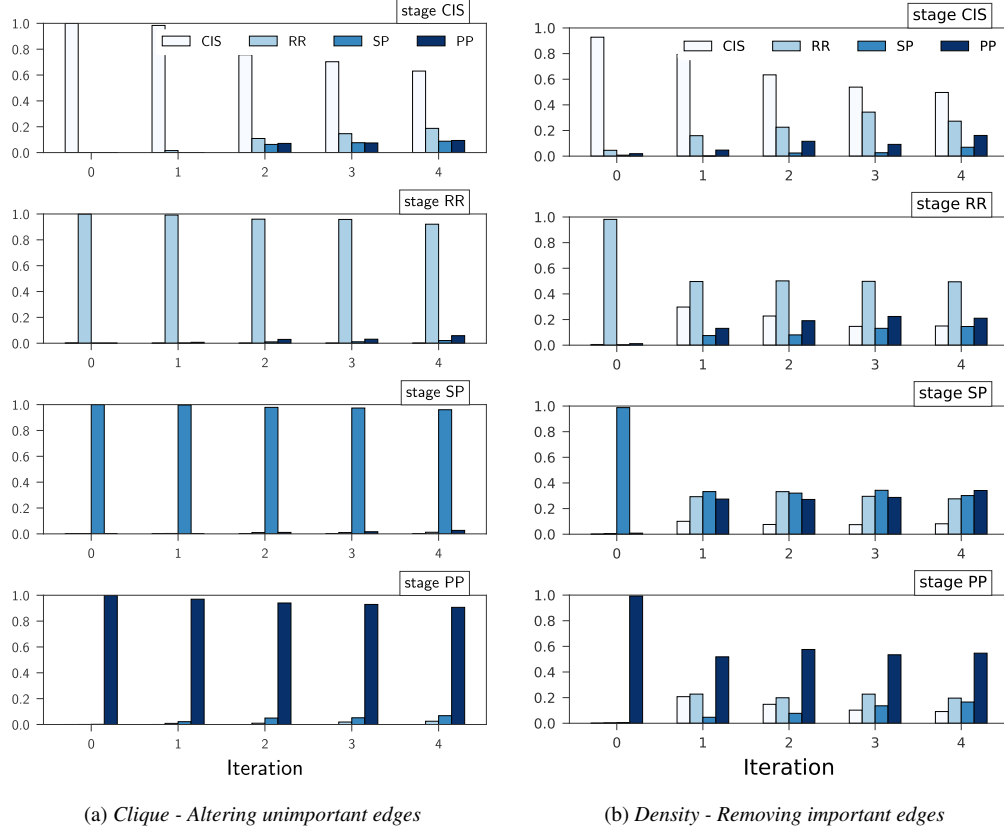 stage CIS
1.0
0.8
0.6
0.4
0.2
0.0
CIS RR SP PP
0 1 2 3 4
stage RR
1.0
0.8
0.6
0.4
0.2
0.0
0 1 2 3 4
stage SP
1.0
0.8
0.6
0.4
0.2
0.0
0 1 2 3 4
stage PP
1.0
0.8
0.6
0.4
0.2
0.0
0 1 2 3 4
Iteration
(a) Clique - Altering unimportant edges
stage CIS
1.0
0.8
0.6
0.4
0.2
0.0
CIS RR SP PP
0 1 2 3 4
stage RR
1.0
0.8
0.6
0.4
0.2
0.0
0 1 2 3 4
stage SP
1.0
0.8
0.6
0.4
0.2
0.0
0 1 2 3 4
stage PP
1.0
0.8
0.6
0.4
0.2
0.0
0 1 2 3 4
Iteration
(b) Density - Removing important edges